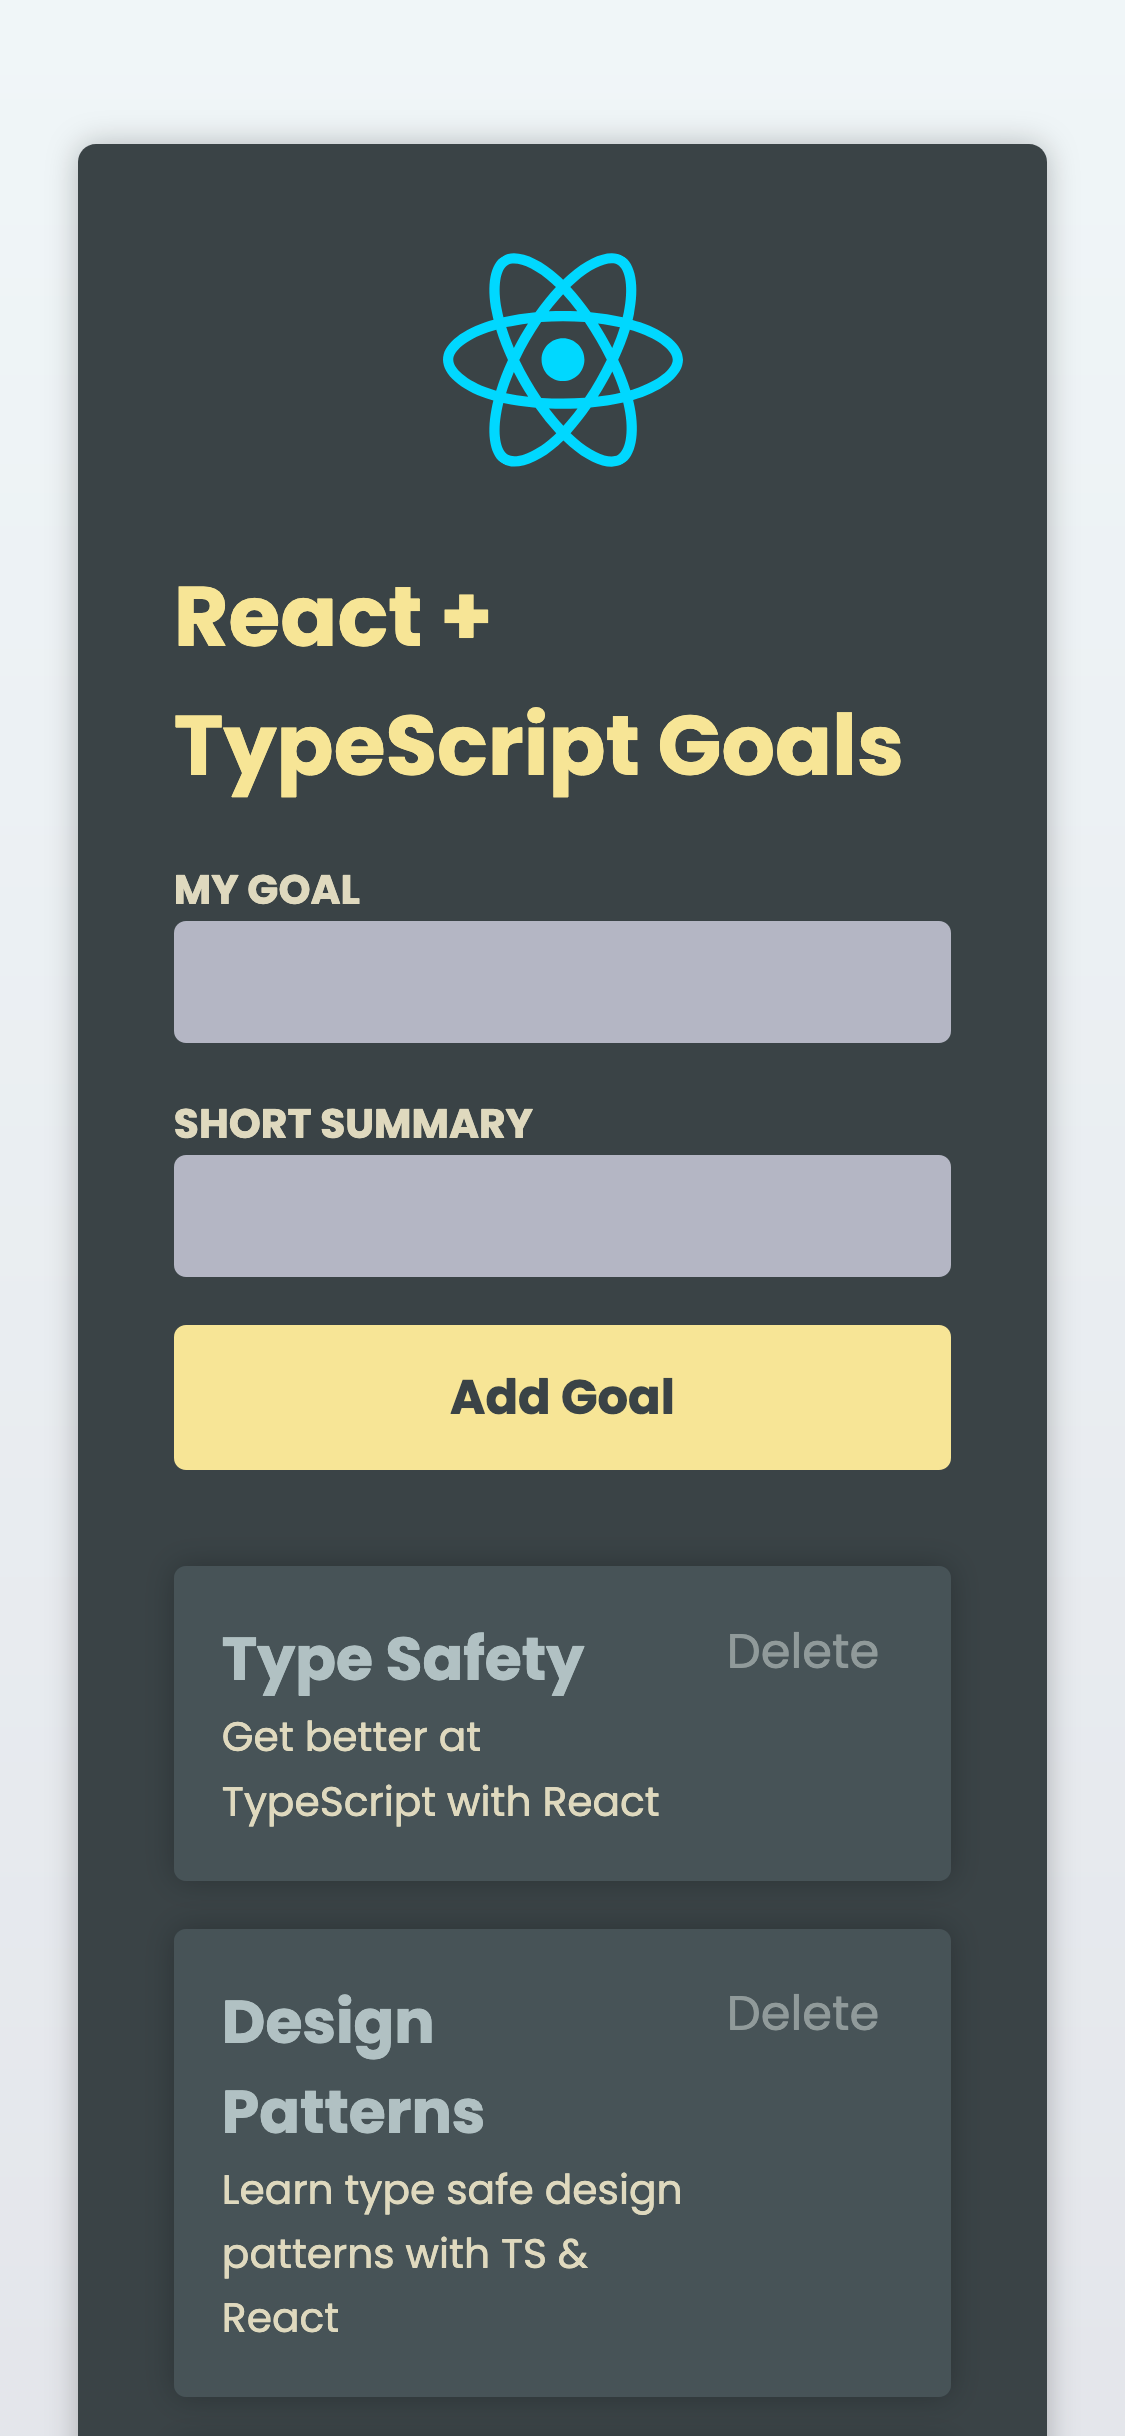 React +
TypeScript Goals
MY GOAL
SHORT SUMMARY
Add Goal
Type Safety
Delete
Get better at
TypeScript with React
Design
Patterns
Delete
Learn type safe design
patterns with TS &
React